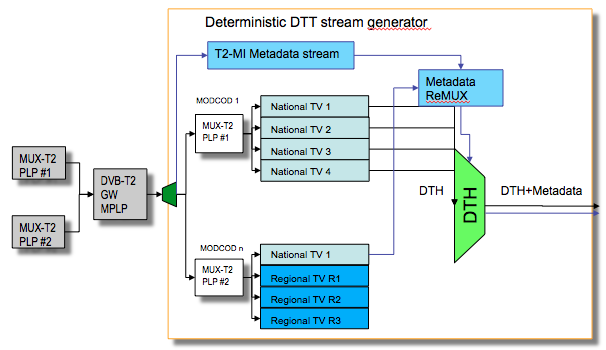 Deterministic DTT stream generator
T2-MI Metadata stream
Metadata
ReMUX
MODCOD 1
MUX-T2
PLP #1
National TV 1
National TV 2
National TV 3
National TV 4
MUX-T2
PLP #1
MUX-T2
PLP #2
DVB-T2
GW
MPLP
DTH
DTH
DTH+Metadata
MODCOD n
MUX-T2
PLP #2
National TV 1
Regional TV R1
Regional TV R2
Regional TV R3